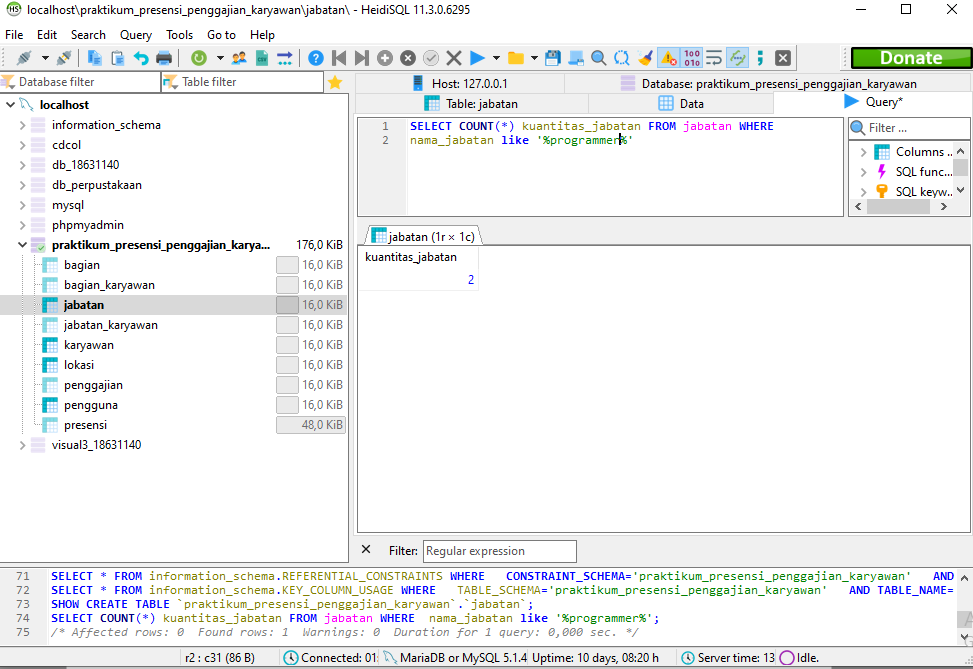 localhost\praktikum_presensi_penggajian_karyawan\jabatan\ - HeidiSQL 11.3.0.6295
File Edit Search Query Tools Go to Help
Donate
Database filter
Table filter
localhost
information_schema
cdcol
db_18631140
db_perpustakaan
mysql
phpmyadmin
praktikum_presensi_penggajian_karya... 176,0 KiB
bagian 16,0 KiB
bagian_karyawan 16,0 KiB
jabatan 16,0 KiB
jabatan_karyawan 16,0 KiB
karyawan 16,0 KiB
lokasi 16,0 KiB
penggajian 16,0 KiB
pengguna 16,0 KiB
presensi 48,0 KiB
visual3_18631140
Host: 127.0.0.1
Database: praktikum_presensi_penggajian_karyawan
Table: jabatan
Data
Query*
1 SELECT COUNT(*) kuantitas_jabatan FROM jabatan WHERE
2 nama_jabatan like '%programmer%'
Filter ...
Columns ...
SQL func...
SQL keyw...
jabatan (1r × 1c)
kuantitas_jabatan
2
Filter: Regular expression
71 SELECT * FROM information_schema.REFERENTIAL_CONSTRAINTS WHERE CONSTRAINT_SCHEMA='praktikum_presensi_penggajian_karyawan' AND
72 SELECT * FROM information_schema.KEY_COLUMN_USAGE WHERE TABLE_SCHEMA='praktikum_presensi_penggajian_karyawan' AND TABLE_NAME=
73 SHOW CREATE TABLE `praktikum_presensi_penggajian_karyawan`.`jabatan`;
74 SELECT COUNT(*) kuantitas_jabatan FROM jabatan WHERE nama_jabatan like '%programmer%';
75 /* Affected rows: 0 Found rows: 1 Warnings: 0 Duration for 1 query: 0,000 sec. */
r2 : c31 (86 B) Connected: 01: MariaDB or MySQL 5.1.4 Uptime: 10 days, 08:20 h Server time: 13 Idle.